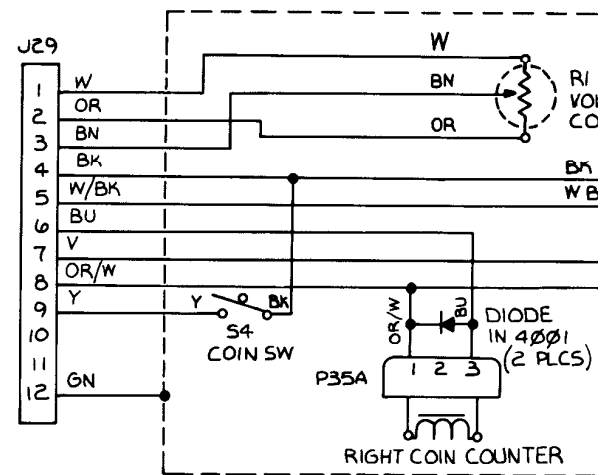 J29
1 W
2 OR
3 BN
4 BK
5 W/BK
6 BU
7 V
8 OR/W
9 Y
10
11
12 GN
W
BN
OR
R1
BK
Y BK
S4
COIN SW
OR/W BU
DIODE
IN 4001
(2 PLCS)
P35A
1 2 3
RIGHT COIN COUNTER